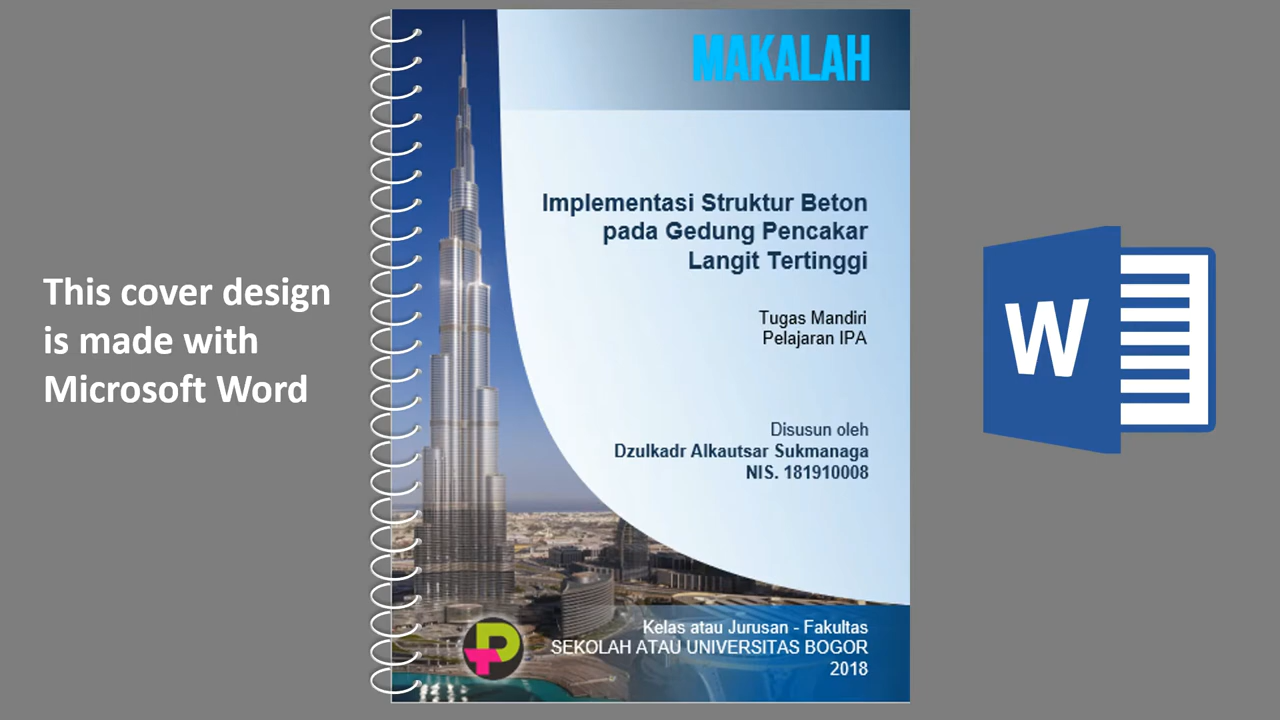 This cover design
is made with
Microsoft Word
MAKALAH
Implementasi Struktur Beton
pada Gedung Pencakar
Langit Tertinggi
Tugas Mandiri
Pelajaran IPA
Disusun oleh
Dzulkadr Alkautsar Sukmanaga
NIS. 181910008
Kelas atau Jurusan - Fakultas
SEKOLAH ATAU UNIVERSITAS BOGOR
2018
W